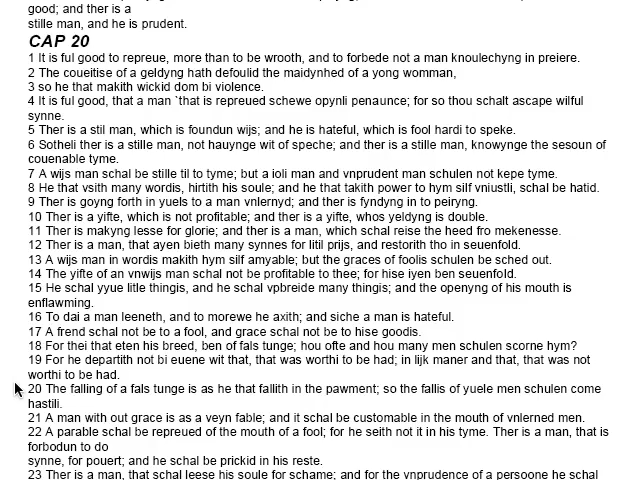 good; and ther is a
stille man, and he is prudent.
CAP 20
1 It is ful good to repreue, more than to be wrooth, and to forbede not a man knoulechyng in preiere.
2 The coueitise of a geldyng hath defoulid the maidynhed of a yong womman,
3 so he that makith wickid dom bi violence.
4 It is ful good, that a man `that is repreued schewe opynli penaunce; for so thou schalt ascape wilful
synne.
5 Ther is a stil man, which is foundun wijs; and he is hateful, which is fool hardi to speke.
6 Sotheli ther is a stille man, not hauynge wit of speche; and ther is a stille man, knowynge the sesoun of
couenable tyme.
7 A wijs man schal be stille til to tyme; but a ioli man and vnprudent man schulen not kepe tyme.
8 He that vsith many wordis, hirtith his soule; and he that takith power to hym silf vniustli, schal be hatid.
9 Ther is goyng forth in yuels to a man vnlernyd; and ther is fyndyng in to peiryng.
10 Ther is a yifte, which is not profitable; and ther is a yifte, whos yeldyng is double.
11 Ther is makyng lesse for glorie; and ther is a man, which schal reise the heed fro mekenesse.
12 Ther is a man, that ayen bieth many synnes for litil prijs, and restorith tho in seuenfold.
13 A wijs man in wordis makith hym silf amyable; but the graces of foolis schulen be sched out.
14 The yifte of an vnwijs man schal not be profitable to thee; for hise iyen ben seuenfold.
15 He schal yyue litle thingis, and he schal vpbreide many thingis; and the openyng of his mouth is
enflawming.
16 To dai a man leeneth, and to morewe he axith; and siche a man is hateful.
17 A frend schal not be to a fool, and grace schal not be to hise goodis.
18 For thei that eten his breed, ben of fals tunge; hou ofte and hou many men schulen scorne hym?
19 For he departith not bi euene wit that, that was worthi to be had; in lijk maner and that, that was not
worthi to be had.
20 The falling of a fals tunge is as he that fallith in the pawment; so the fallis of yuele men schulen come
hastili.
21 A man with out grace is as a veyn fable; and it schal be customable in the mouth of vnlerned men.
22 A parable schal be repreued of the mouth of a fool; for he seith not it in his tyme. Ther is a man, that is
forbodun to do
synne, for pouert; and he schal be prickid in his reste.
23 Ther is a man, that schal leese his soule for schame; and for the vnprudence of a persoone he schal